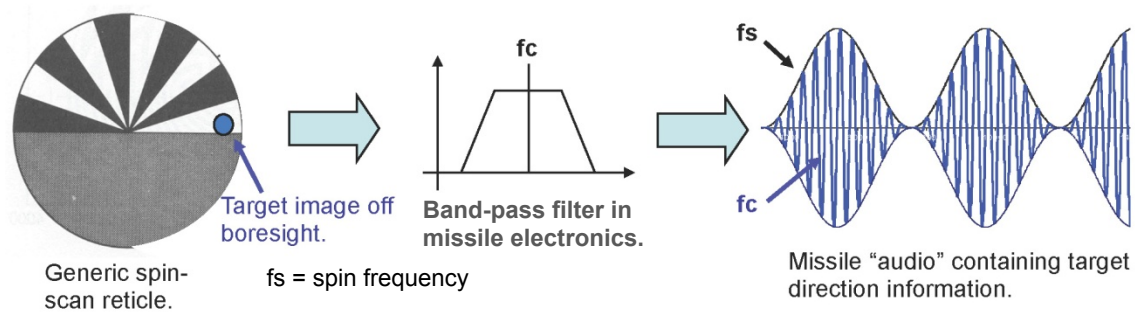 Generic spin-
scan reticle.
Target image off
boresight.
fs = spin frequency
fc
Band-pass filter in
missile electronics.
fs
fc
Missile “audio” containing target
direction information.